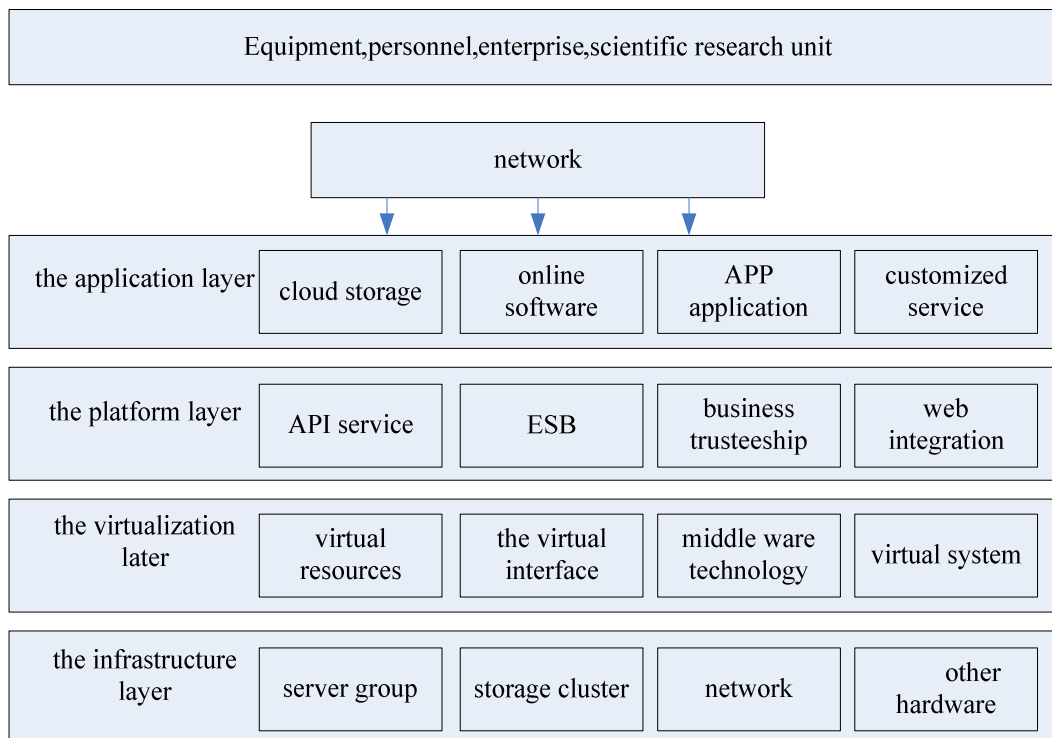 Equipment,personnel,enterprise,scientific research unit
network
the application layer
cloud storage
online
software
APP
application
customized
service
the platform layer
API service
ESB
business
trusteeship
web
integration
the virtualization
later
virtual
resources
the virtual
interface
middle ware
technology
virtual system
the infrastructure
layer
server group
storage cluster
network
other
hardware